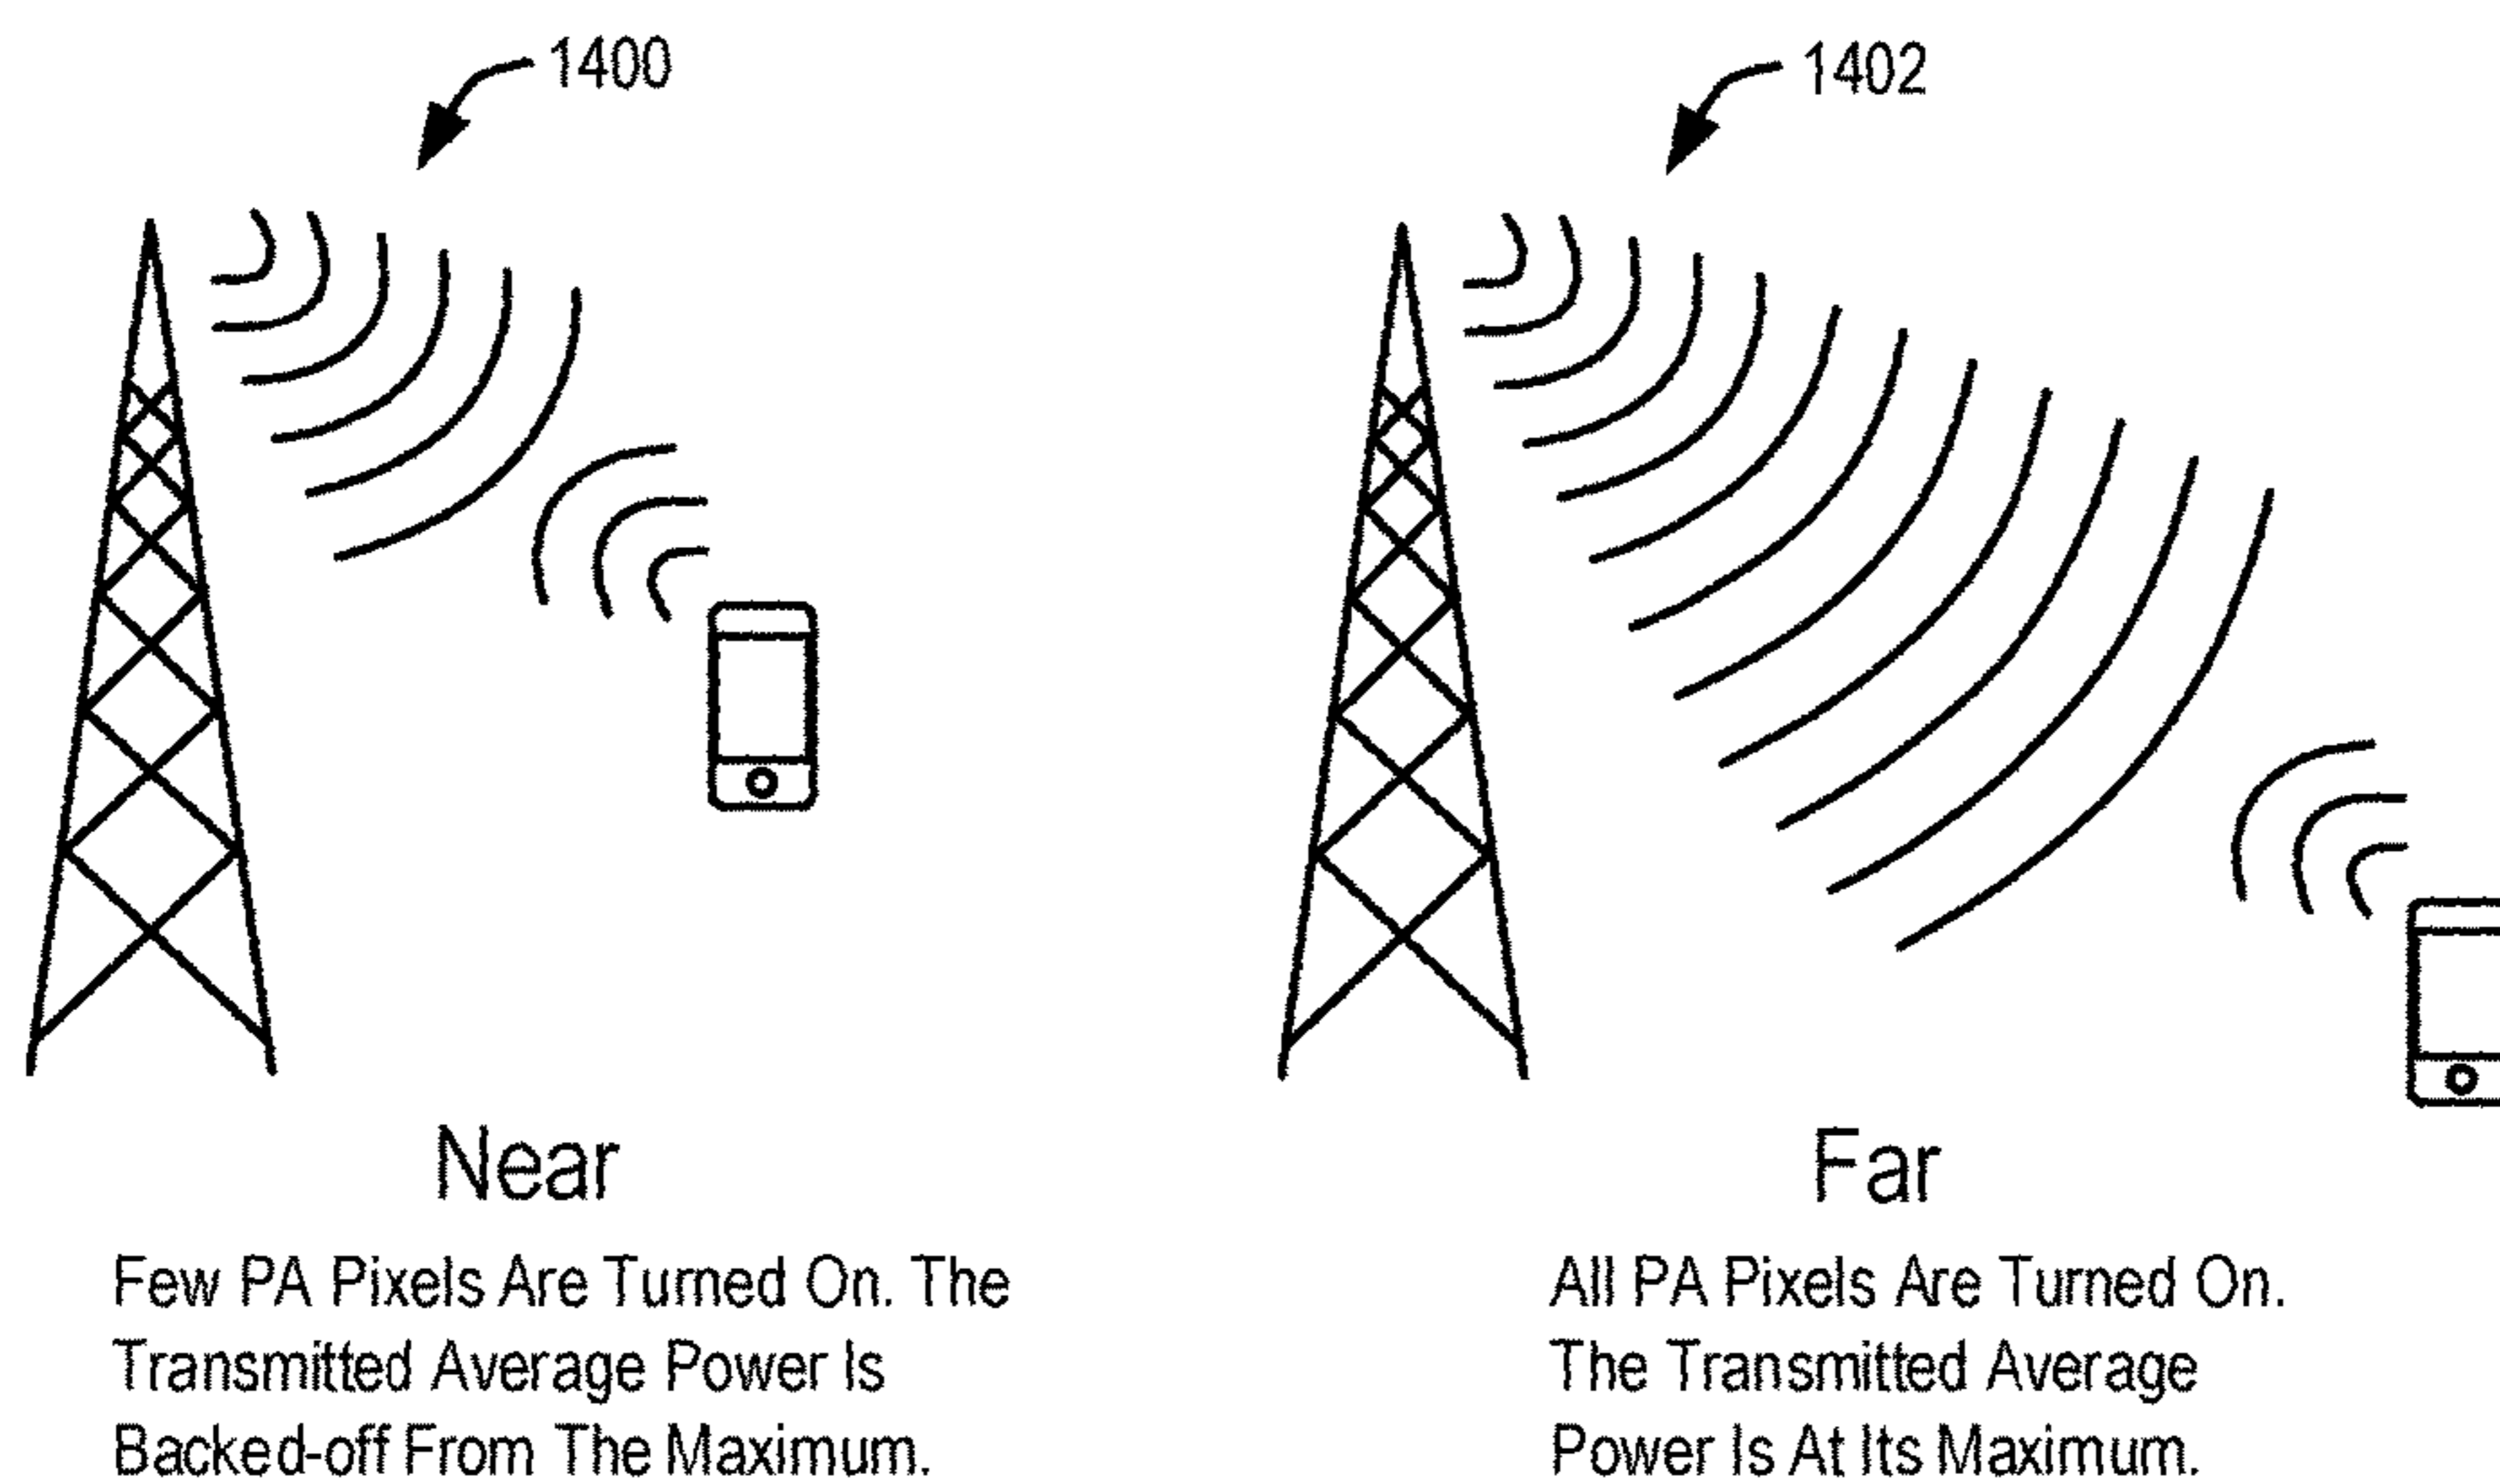 1400
1402
Near
Few PA Pixels Are Turned On. The
Transmitted Average Power Is
Backed-off From The Maximum.
Far
All PA Pixels Are Turned On.
The Transmitted Average
Power Is At Its Maximum.